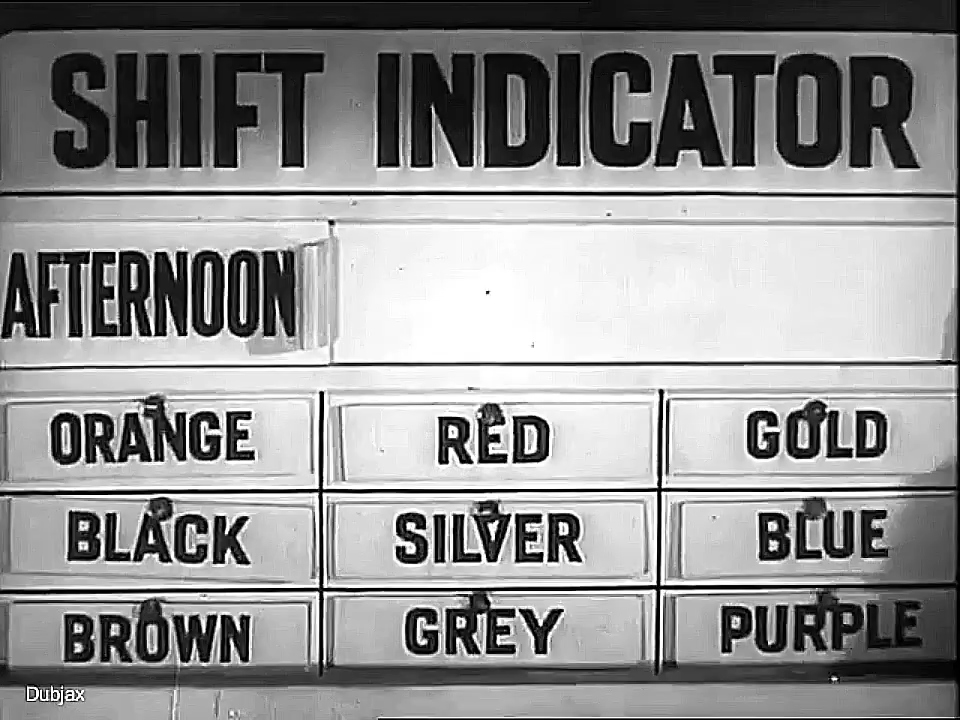 SHIFT INDICATOR
AFTERNOON
ORANGE RED GOLD
BLACK SILVER BLUE
BROWN GREY PURPLE
Dubjax